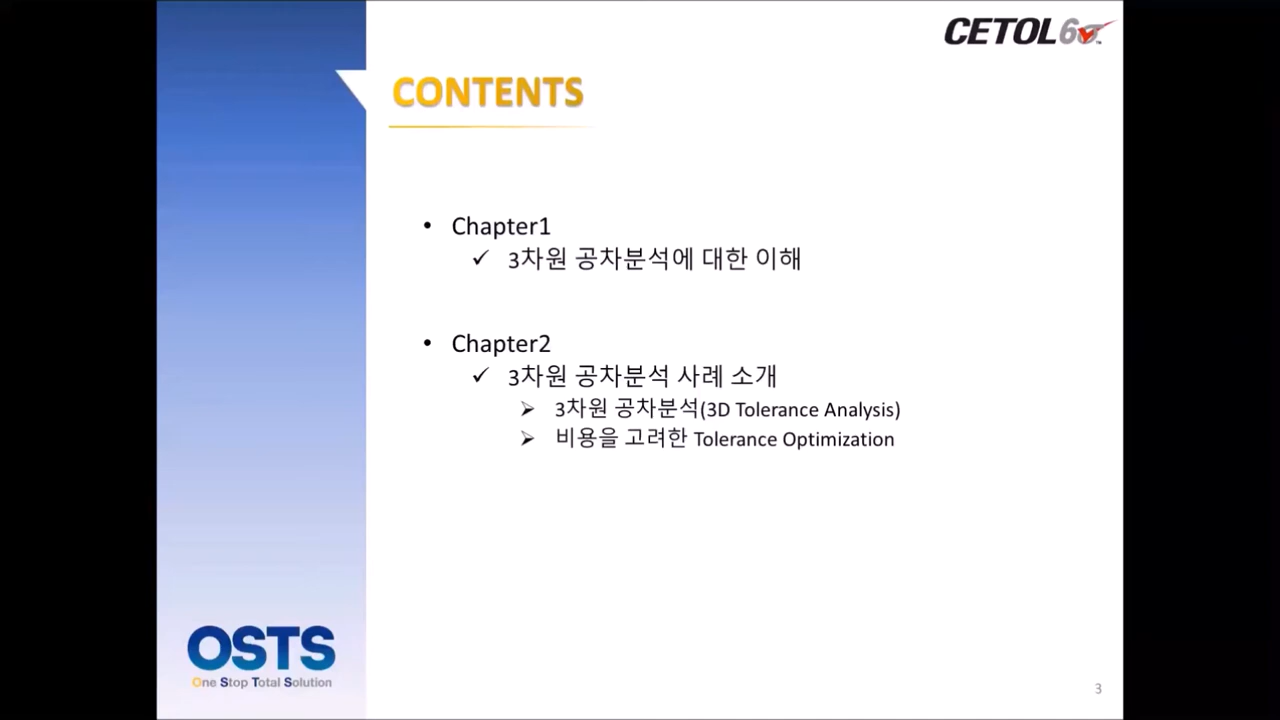 CETOL 6σ
CONTENTS
• Chapter1
✓ 3차원 공차분석에 대한 이해
• Chapter2
✓ 3차원 공차분석 사례 소개
➢ 3차원 공차분석(3D Tolerance Analysis)
➢ 비용을 고려한 Tolerance Optimization
OSTS
One Stop Total Solution
3